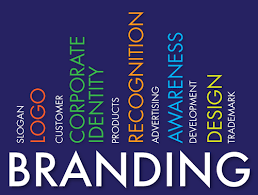 SLOGAN
LOGO
CUSTOMER
CORPORATE
IDENTITY
PRODUCTS
RECOGNITION
ADVERTISING
AWARENESS
DEVELOPMENT
DESIGN
TRADEMARK
BRANDING